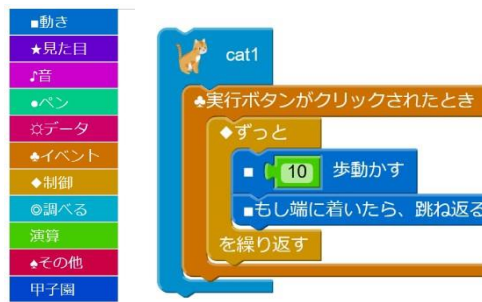 ■動き
★見た目
♪音
●ペン
⌼データ
♣イベント
◆制御
◎調べる
演算
♠その他
甲子園
cat1
♣実行ボタンがクリックされたとき
◆ずっと
■ 10 歩動かす
■もし端に着いたら、跳ね返る
を繰り返す